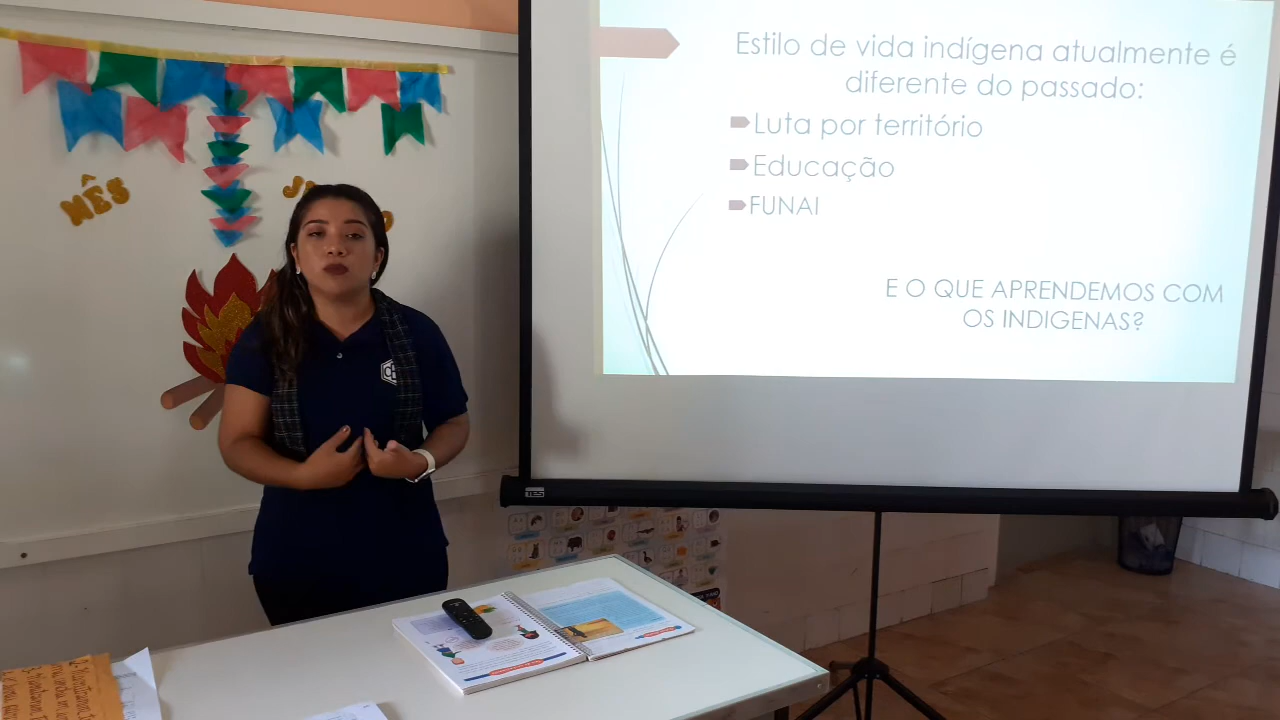 MÊS
Estilo de vida indígena atualmente é
diferente do passado:
Luta por território
Educação
FUNAI
E O QUE APRENDEMOS COM
OS INDIGENAS?
TES